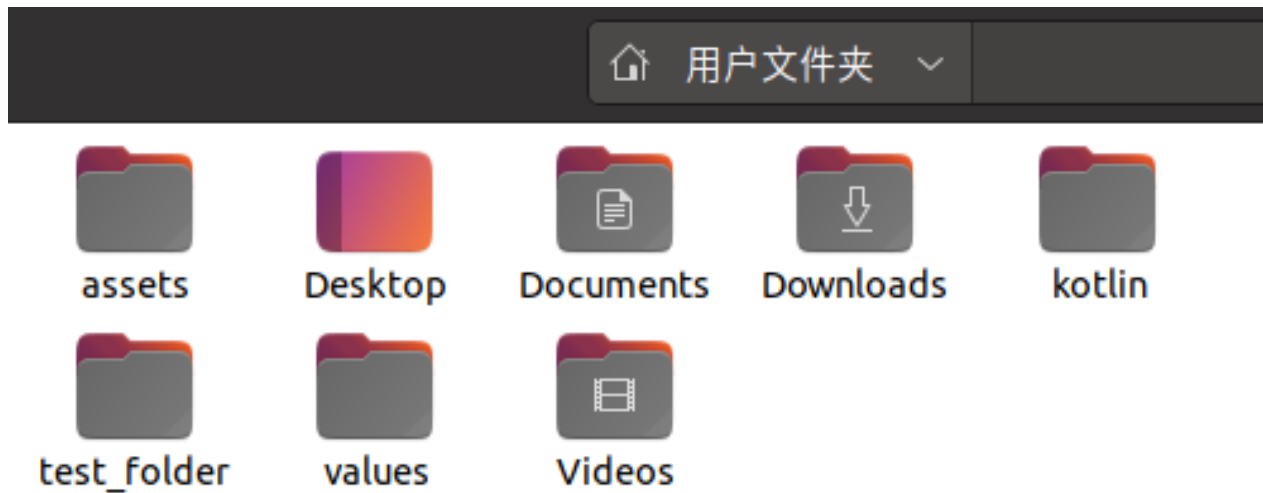 用户文件夹
assets Desktop Documents Downloads kotlin
test_folder values Videos